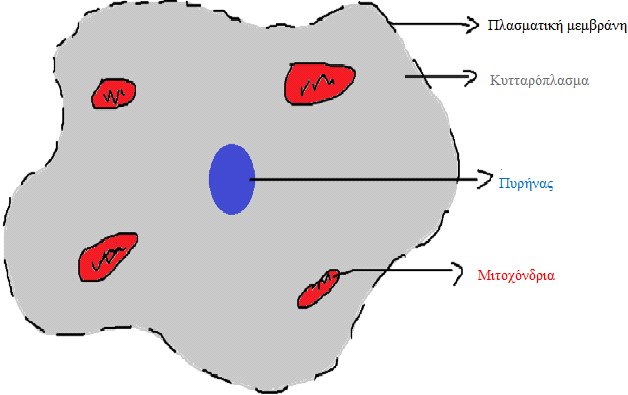 Πλασματική μεμβράνη
Κυτταρόπλασμα
Πυρήνας
Μιτοχόνδρια